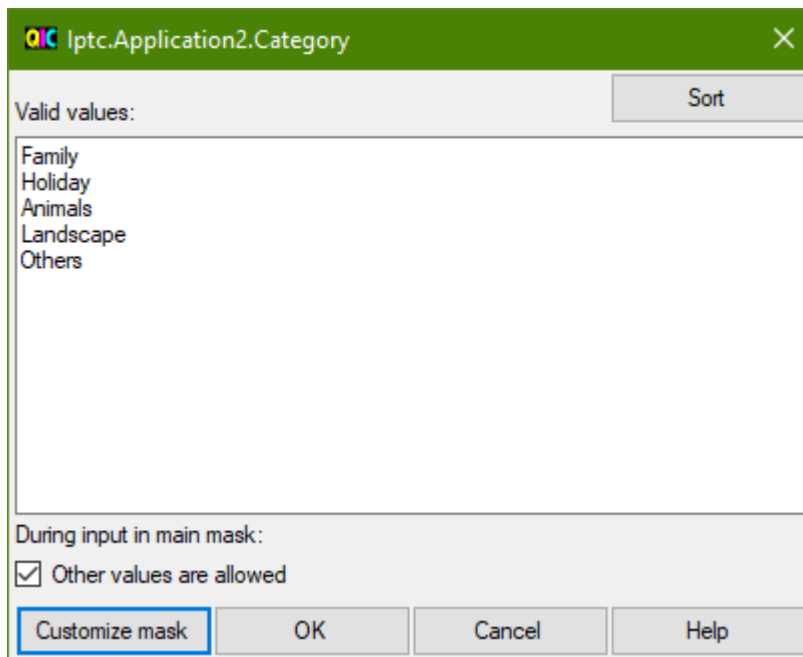 QIC Iptc.Application2.Category
Sort
Valid values:
Family
Holiday
Animals
Landscape
Others
During input in main mask:
Other values are allowed
Customize mask OK Cancel Help